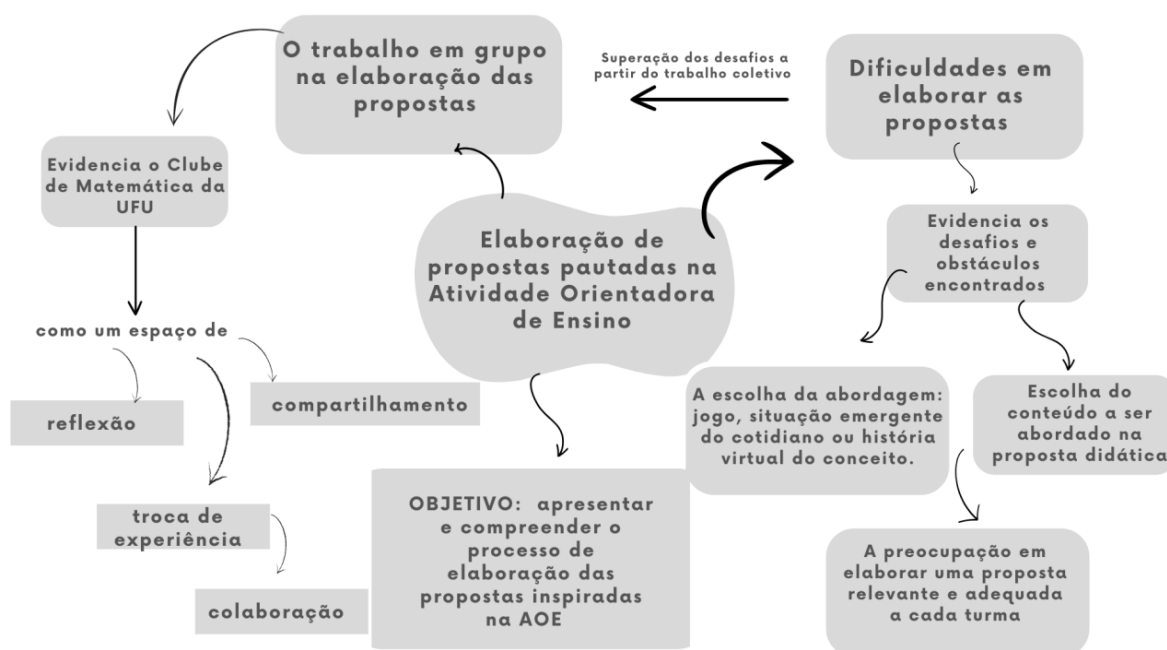 O trabalho em grupo
na elaboração das
propostas
Superação dos desafios a
partir do trabalho coletivo
Dificuldades em
elaborar as
propostas
Evidencia o Clube
de Matemática da
UFU
Evidencia os
desafios e
obstáculos
encontrados
Elaboração de
propostas pautadas na
Atividade Orientadora
de Ensino
como um espaço de
reflexão
compartilhamento
troca de
experiência
colaboração
OBJETIVO: apresentar
e compreender o
processo de
elaboração das
propostas inspiradas
na AOE
A escolha da abordagem:
jogo, situação emergente
do cotidiano ou história
virtual do conceito.
Escolha do
conteúdo a ser
abordado na
proposta didática
A preocupação em
elaborar uma proposta
relevante e adequada
a cada turma